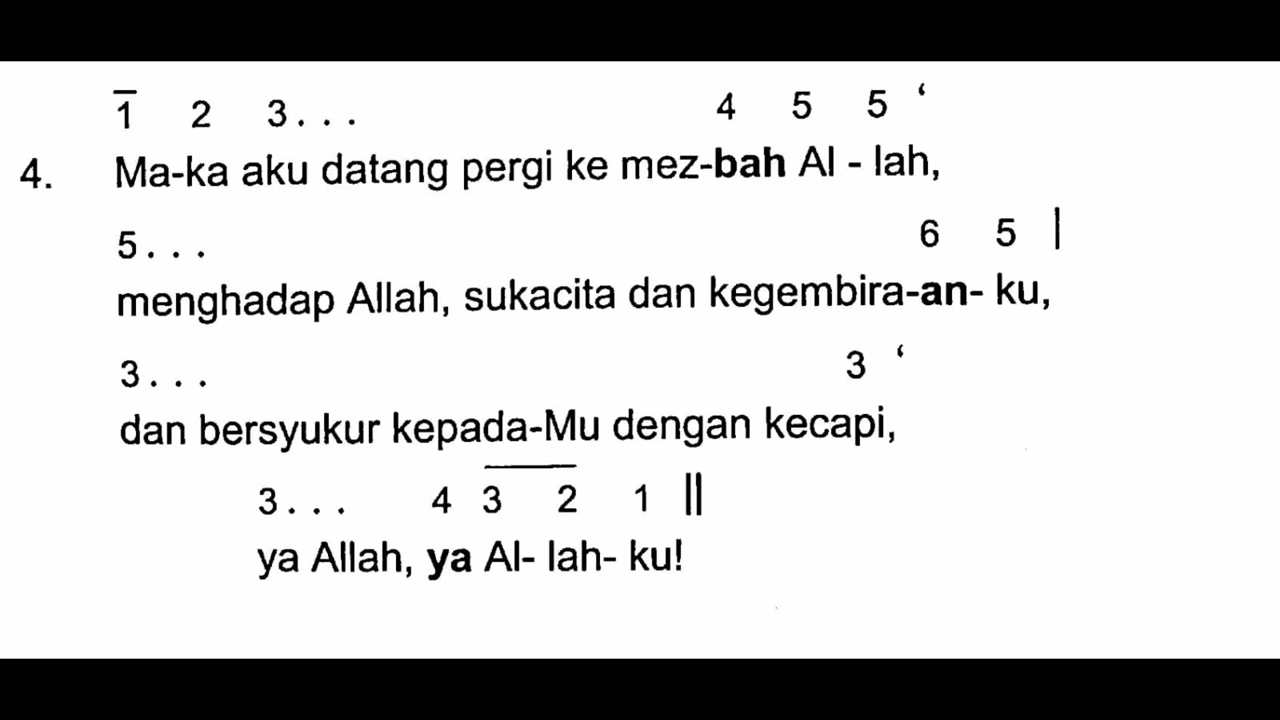 1 2 3... 4 5 5 ‘
4. Ma-ka aku datang pergi ke mez-bah Al - lah,
5... 6 5 |
menghadap Allah, sukacita dan kegembira-an- ku,
3... 3 ‘
dan bersyukur kepada-Mu dengan kecapi,
3... 4 3 2 1 ||
ya Allah, ya Al- lah- ku!